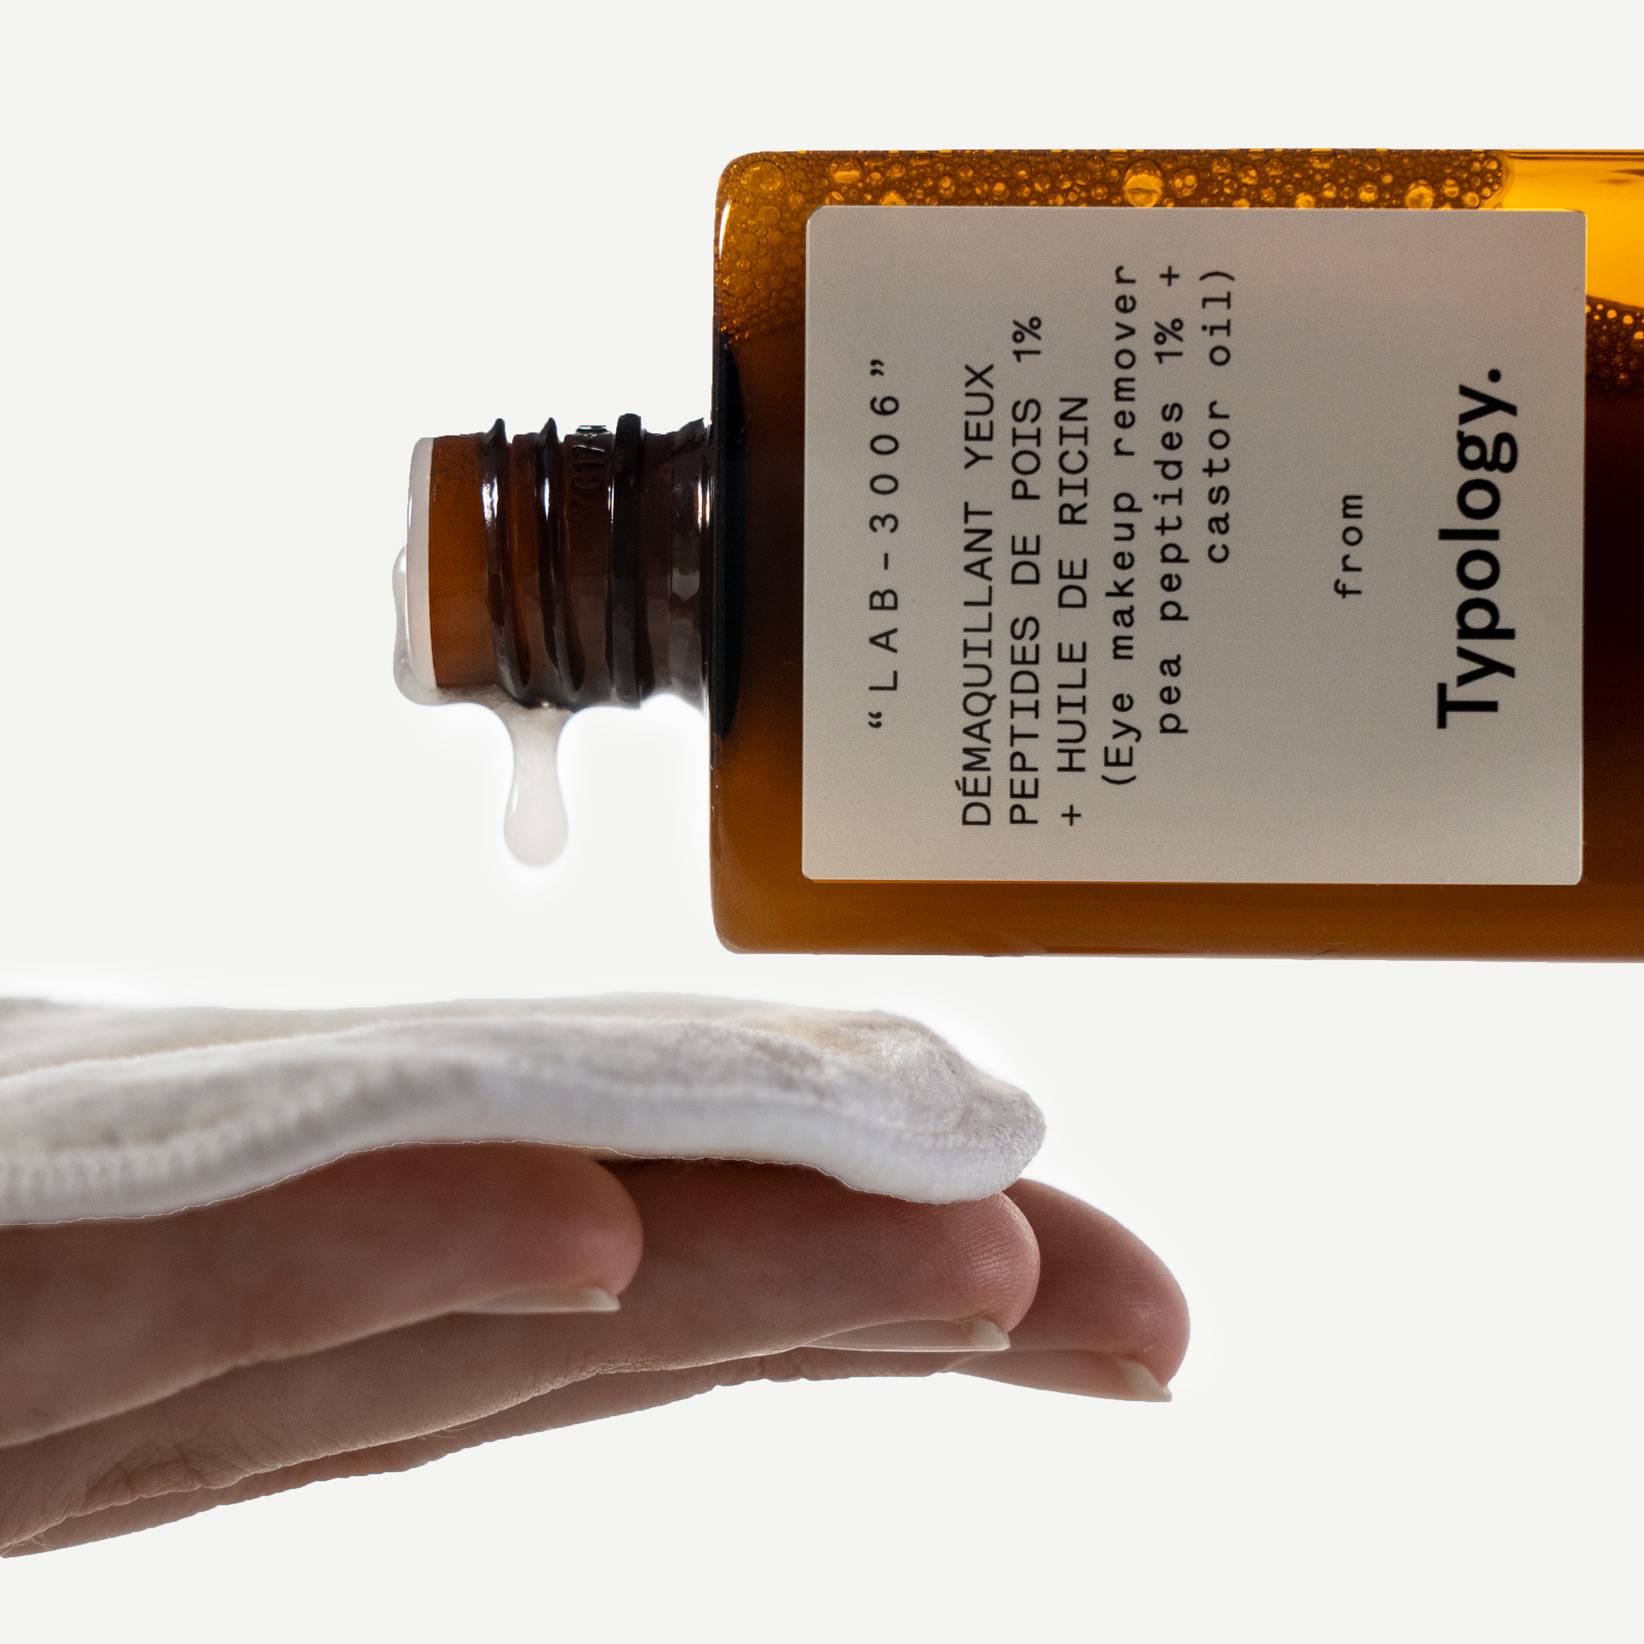 “LAB-3006”
DÉMAQUILLANT YEUX
PEPTIDES DE POIS 1%
+ HUILE DE RICIN
(Eye makeup remover
pea peptides 1% +
castor oil)
from
Typology.